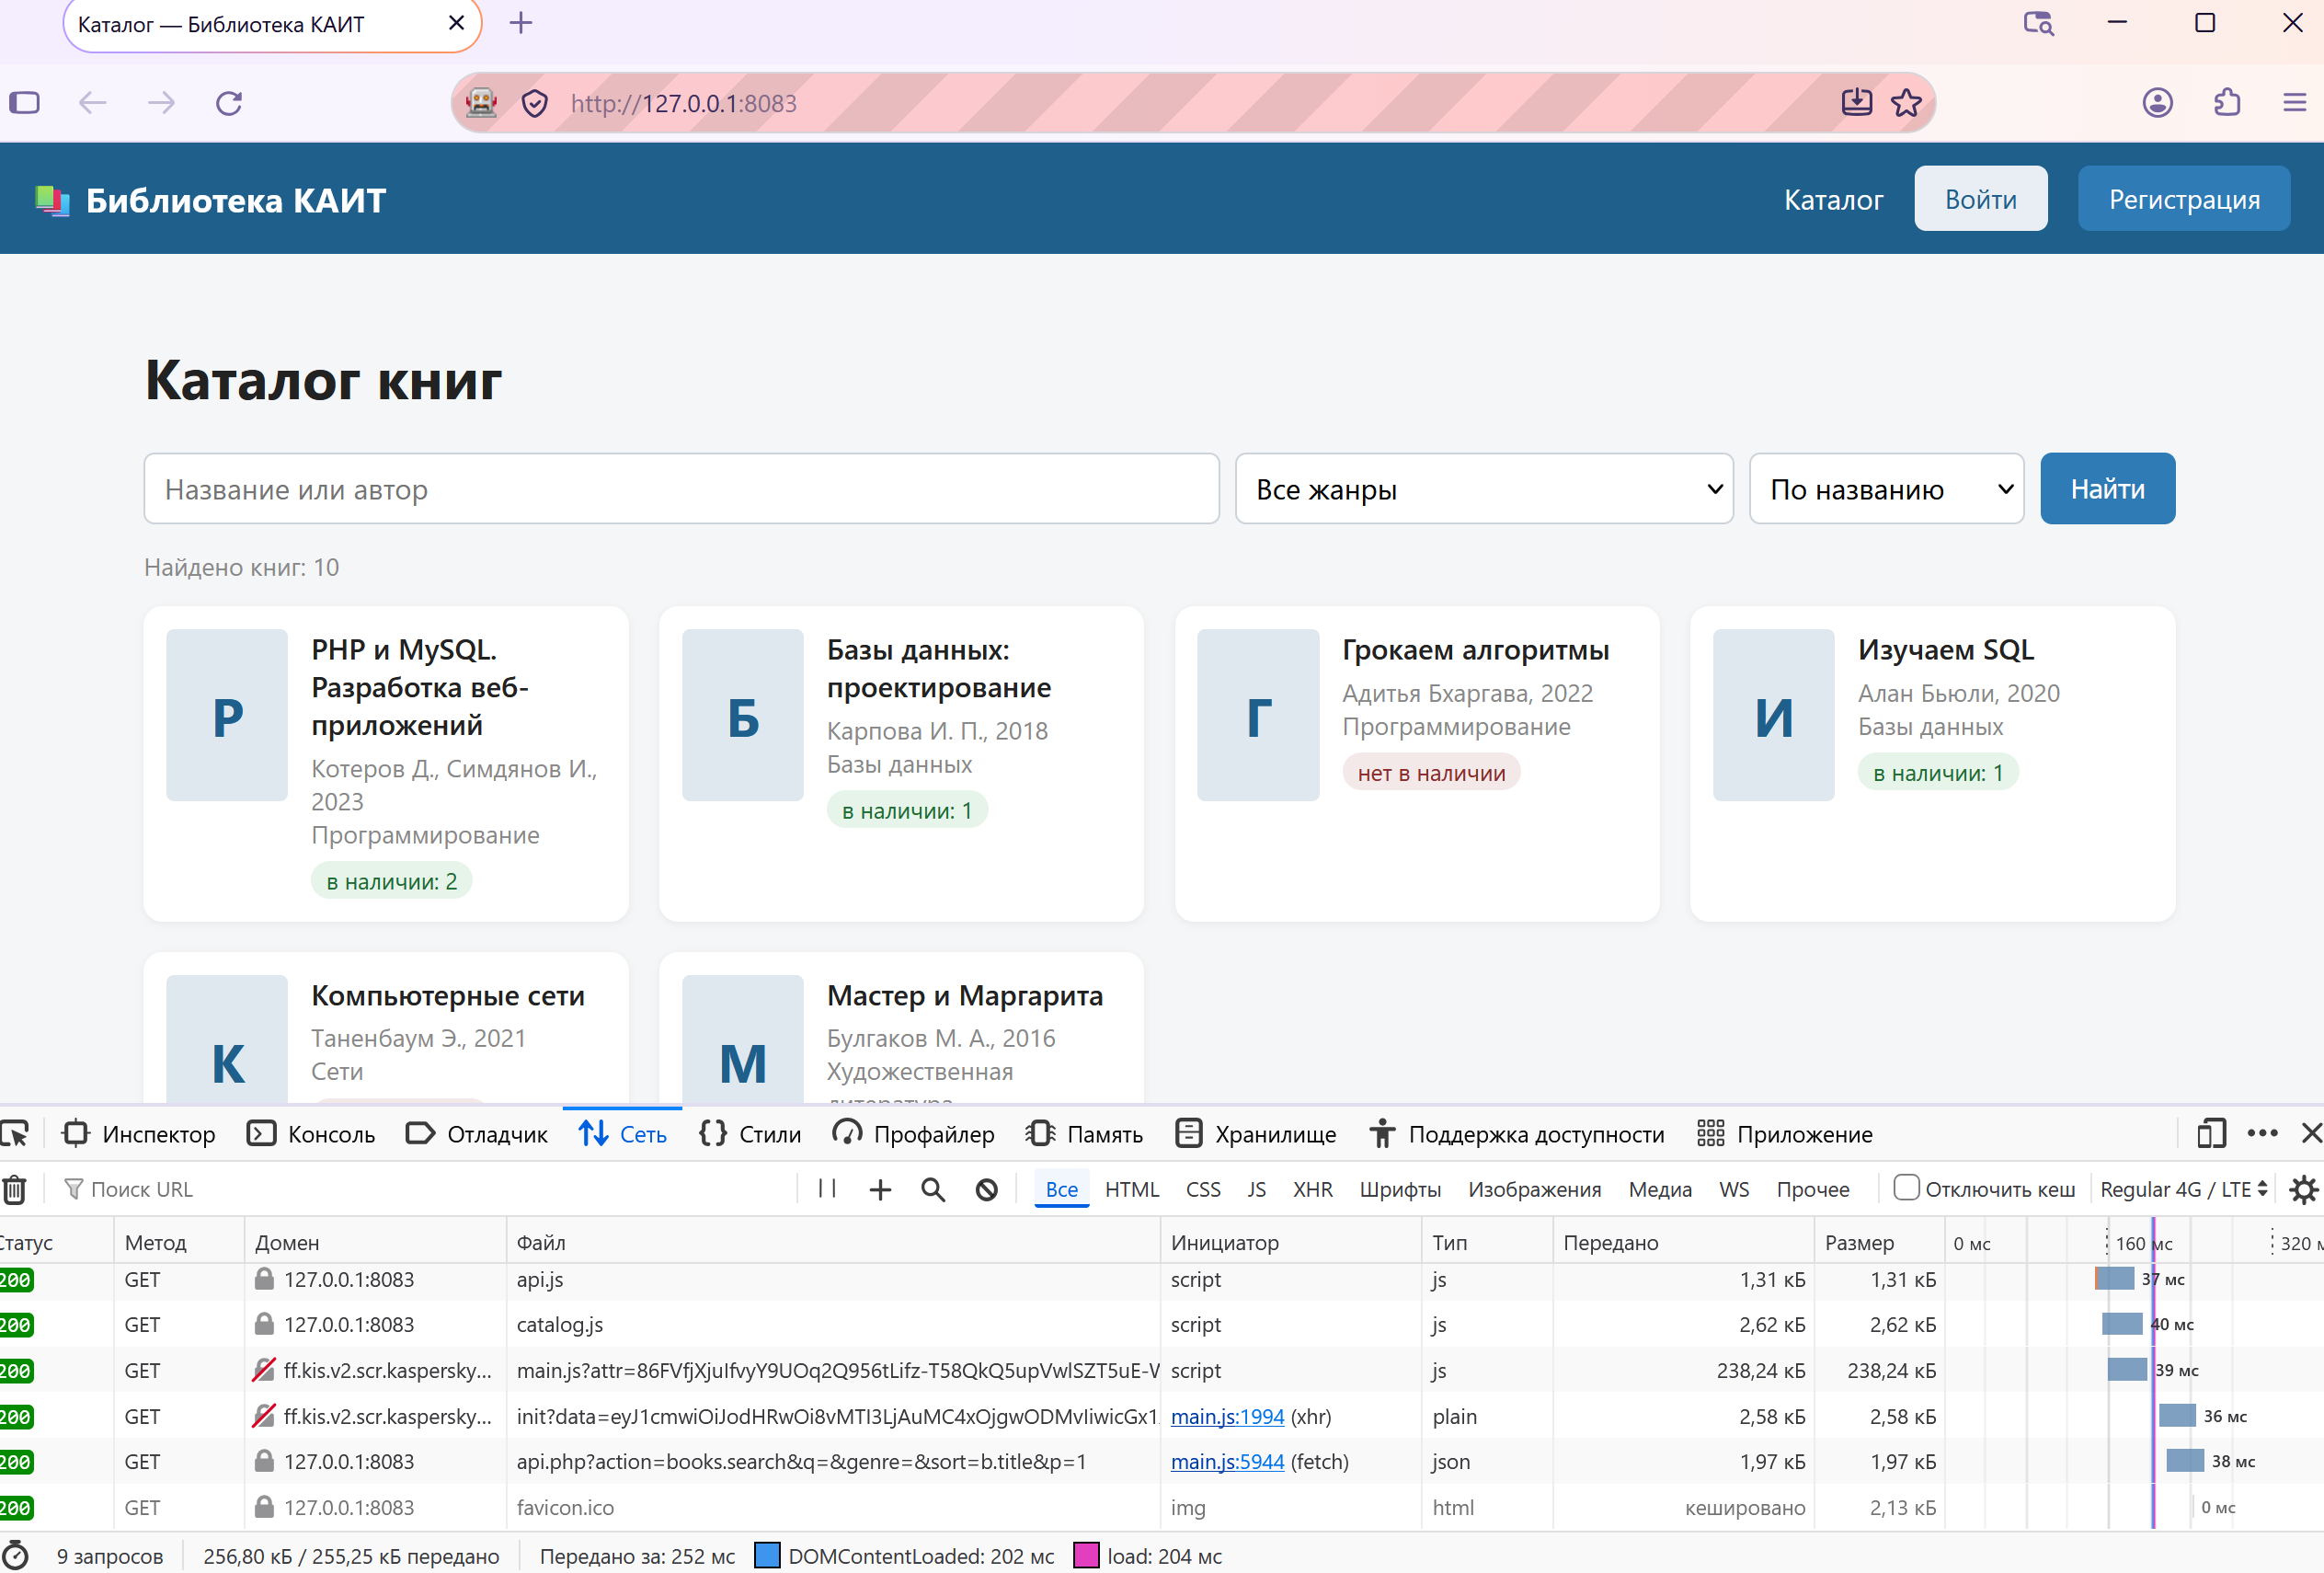 Каталог — Библиотека КАИТ
http://127.0.0.1:8083
Библиотека КАИТ
Каталог
Войти
Регистрация
Каталог книг
Название или автор
Все жанры
По названию
Найти
Найдено книг: 10
P
PHP и MySQL.
Разработка веб-
приложений
Котеров Д., Симдянов И.,
2023
Программирование
в наличии: 2
Б
Базы данных:
проектирование
Карпова И. П., 2018
Базы данных
в наличии: 1
Г
Грокаем алгоритмы
Адитья Бхаргава, 2022
Программирование
нет в наличии
И
Изучаем SQL
Алан Бьюли, 2020
Базы данных
в наличии: 1
К
Компьютерные сети
Таненбаум Э., 2021
Сети
М
Мастер и Маргарита
Булгаков М. А., 2016
Художественная
литература
Инспектор Консоль Отладчик Сеть Стили Профайлер Память Хранилище Поддержка доступности Приложение
Поиск URL Все HTML CSS JS XHR Шрифты Изображения Медиа WS Прочее Отключить кеш Regular 4G / LTE
Статус Метод Домен Файл Инициатор Тип Передано Размер 0 мс 160 мс 320 м
200 GET 127.0.0.1:8083 api.js script js 1,31 кБ 1,31 кБ 37 мс
200 GET 127.0.0.1:8083 catalog.js script js 2,62 кБ 2,62 кБ 40 мс
200 GET ff.kis.v2.scr.kaspersky... main.js?attr=86FVfjXjuIfvyY9UOq2Q956tLifz-T58QkQ5upVwlSZT5uE-W script js 238,24 кБ 238,24 кБ 39 мс
200 GET ff.kis.v2.scr.kaspersky... init?data=eyJ1cmwiOiJodHRwOi8vMTI3LjAuMC4xOjgwODMvIiwicGx1 main.js:1994 (xhr) plain 2,58 кБ 2,58 кБ 36 мс
200 GET 127.0.0.1:8083 api.php?action=books.search&q=&genre=&sort=b.title&p=1 main.js:5944 (fetch) json 1,97 кБ 1,97 кБ 38 мс
200 GET 127.0.0.1:8083 favicon.ico img html кешировано 2,13 кБ 0 мс
9 запросов 256,80 кБ / 255,25 кБ передано Передано за: 252 мс DOMContentLoaded: 202 мс load: 204 мс